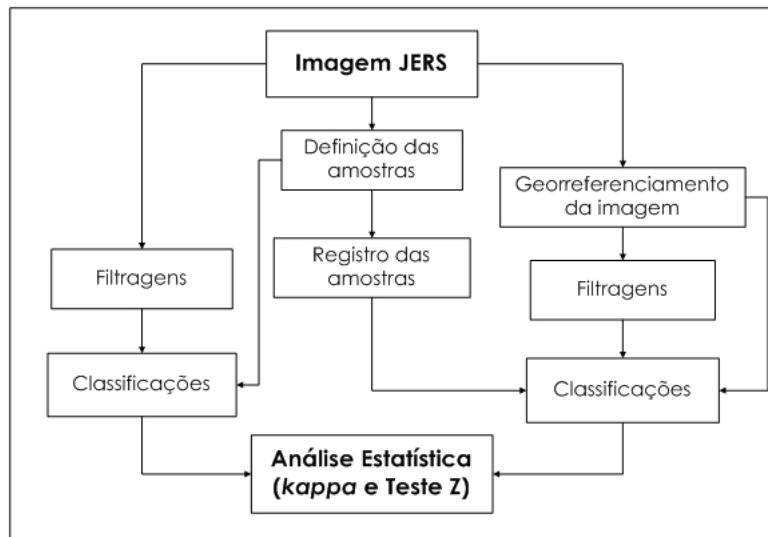 Imagem JERS
Definição das
amostras
Georreferenciamento
da imagem
Registro das
amostras
Filtragens
Filtragens
Classificações
Classificações
Análise Estatística
(kappa e Teste Z)